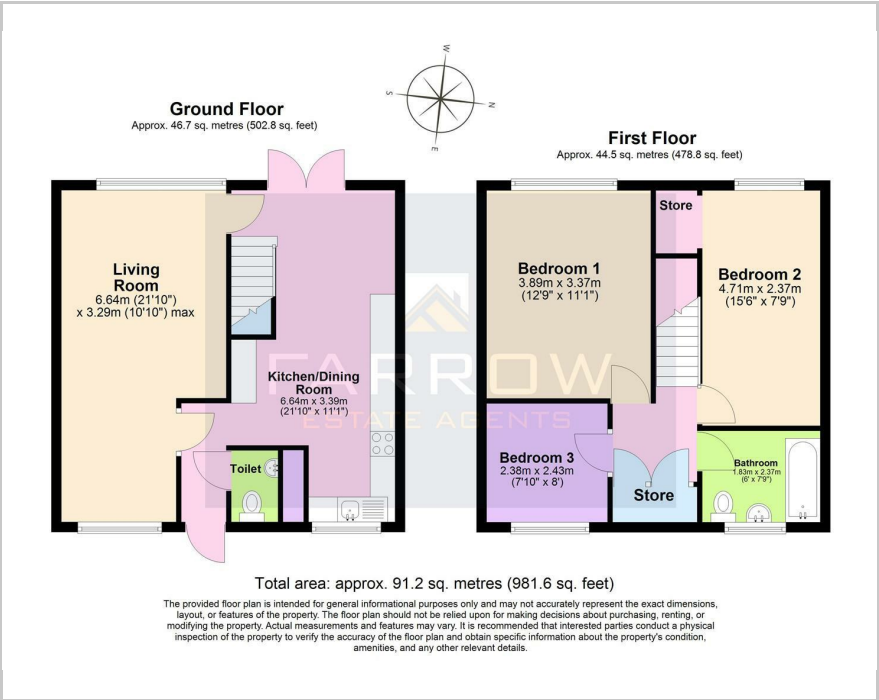 Ground Floor
Approx. 46.7 sq. metres (502.8 sq. feet)
W
S
N
E
First Floor
Approx. 44.5 sq. metres (478.8 sq. feet)
Living
Room
6.64m (21'10")
x 3.29m (10'10") max
Kitchen/Dining
Room
6.64m x 3.39m
(21'10" x 11'1")
Toilet
Bedroom 1
3.89m x 3.37m
(12'9" x 11'1")
Store
Bedroom 2
4.71m x 2.37m
(15'6" x 7'9")
Bedroom 3
2.38m x 2.43m
(7'10" x 8')
Store
Bathroom
1.83m x 2.37m
(6' x 7'9")
FARROW
ESTATE AGENTS
Total area: approx. 91.2 sq. metres (981.6 sq. feet)
The provided floor plan is intended for general informational purposes only and may not accurately represent the exact dimensions,
layout, or features of the property. The floor plan should not be relied upon for making decisions about purchasing, renting, or
modifying the property. Actual measurements and features may vary. It is recommended that interested parties conduct a physical
inspection of the property to verify the accuracy of the floor plan and obtain specific information about the property's condition,
amenities, and any other relevant details.